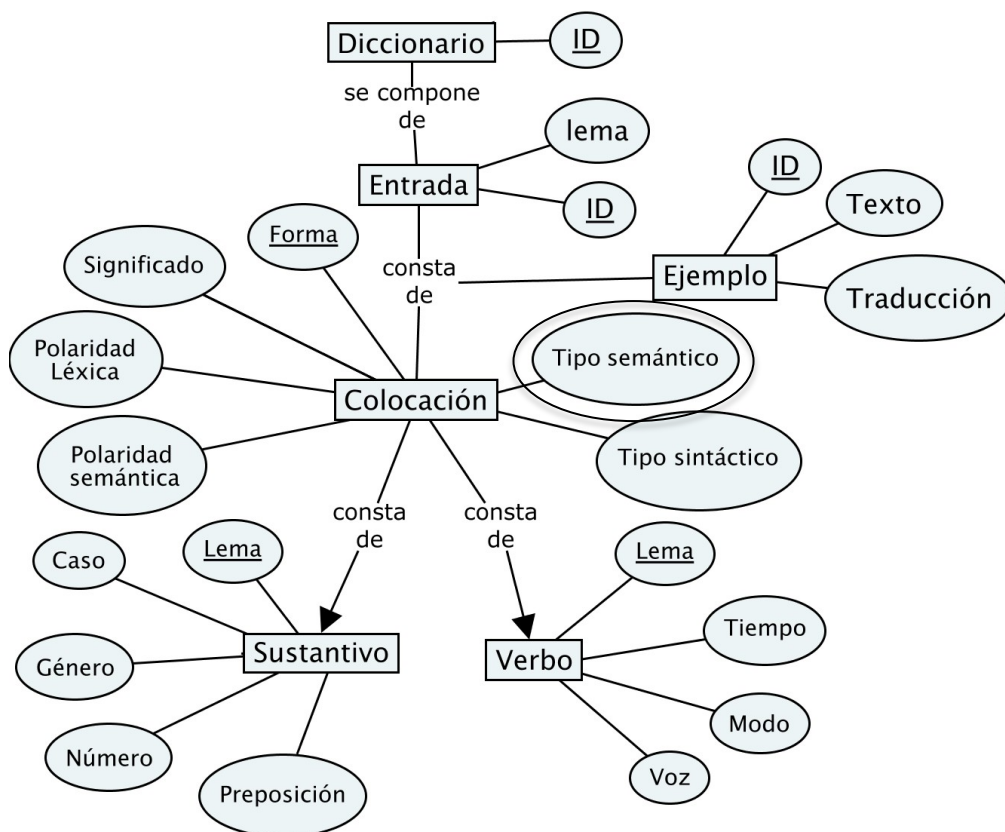 Diccionario
ID
se compone
de
lema
Entrada
ID
ID
Texto
Forma
Significado
consta
de
Ejemplo
Traducción
Polaridad
Léxica
Tipo semántico
Colocación
Polaridad
semántica
Tipo sintáctico
consta
de
consta
de
Caso
Lema
Lema
Tiempo
Género
Sustantivo
Verbo
Modo
Número
Preposición
Voz